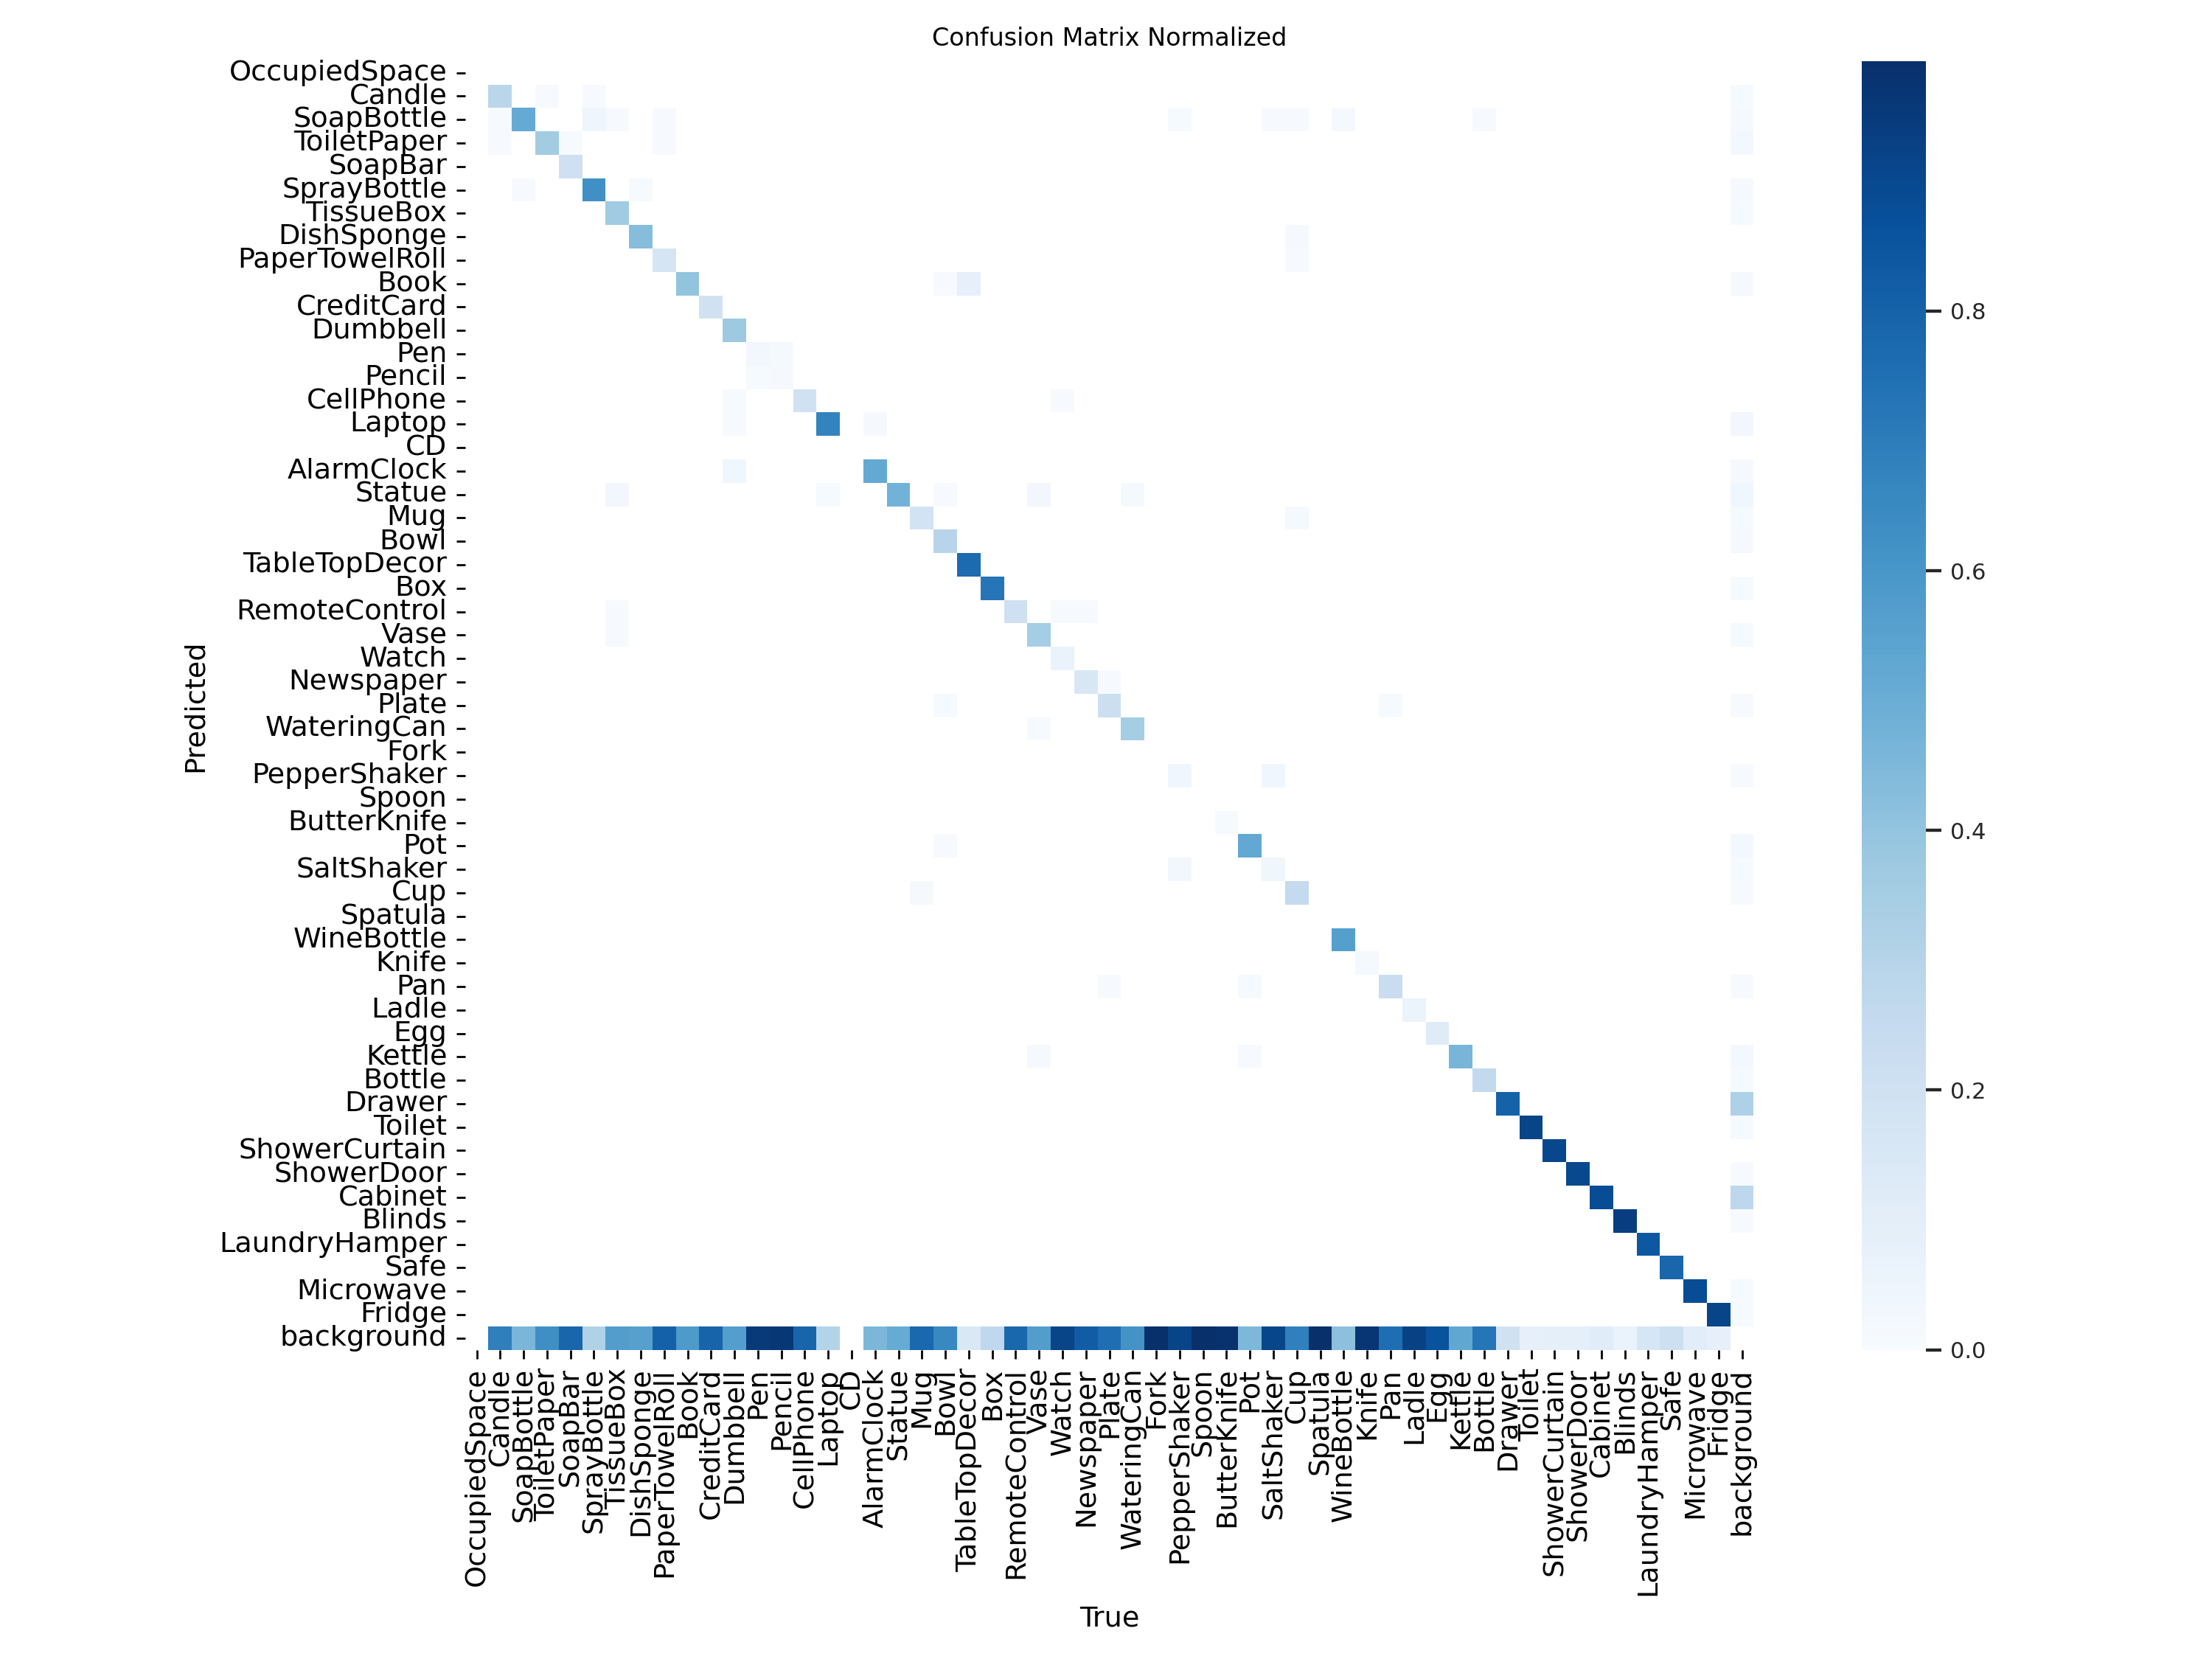 Confusion Matrix Normalized
OccupiedSpace
Candle
SoapBottle
ToiletPaper
SoapBar
SprayBottle
TissueBox
DishSponge
PaperTowelRoll
Book
CreditCard
Dumbbell
Pen
Pencil
CellPhone
Laptop
CD
AlarmClock
Statue
Mug
Bowl
TableTopDecor
Box
RemoteControl
Vase
Watch
Newspaper
Plate
WateringCan
Fork
PepperShaker
Spoon
ButterKnife
Pot
SaltShaker
Cup
Spatula
WineBottle
Knife
Pan
Ladle
Egg
Kettle
Bottle
Drawer
Toilet
ShowerCurtain
ShowerDoor
Cabinet
Blinds
LaundryHamper
Safe
Microwave
Fridge
background
Predicted
OccupiedSpace
Candle
SoapBottle
ToiletPaper
SoapBar
SprayBottle
TissueBox
DishSponge
PaperTowelRoll
Book
CreditCard
Dumbbell
Pen
Pencil
CellPhone
Laptop
CD
AlarmClock
Statue
Mug
Bowl
TableTopDecor
Box
RemoteControl
Vase
Watch
Newspaper
Plate
WateringCan
Fork
PepperShaker
Spoon
ButterKnife
Pot
SaltShaker
Cup
Spatula
WineBottle
Knife
Pan
Ladle
Egg
Kettle
Bottle
Drawer
Toilet
ShowerCurtain
ShowerDoor
Cabinet
Blinds
LaundryHamper
Safe
Microwave
Fridge
background
True
0.8
0.6
0.4
0.2
0.0